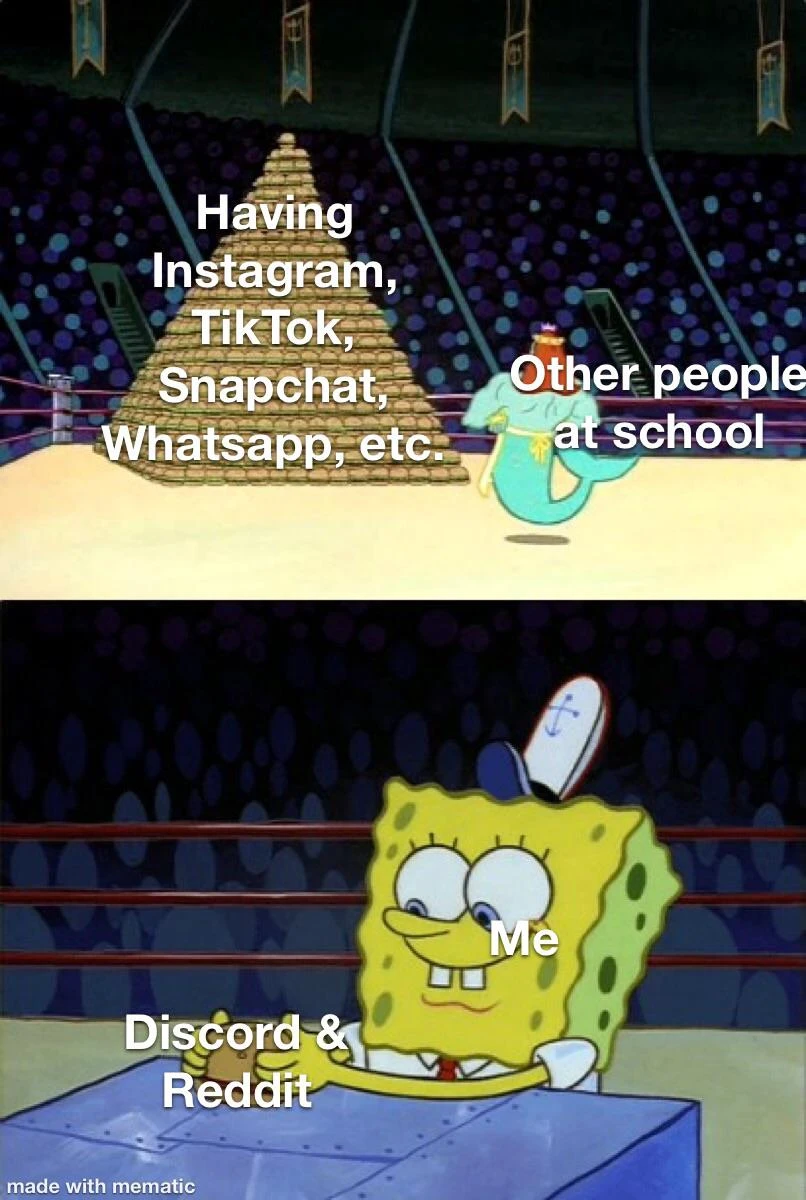 Having
Instagram,
TikTok,
Snapchat,
Whatsapp, etc.
Other people
at school
Me
Discord &
Reddit
made with mematic